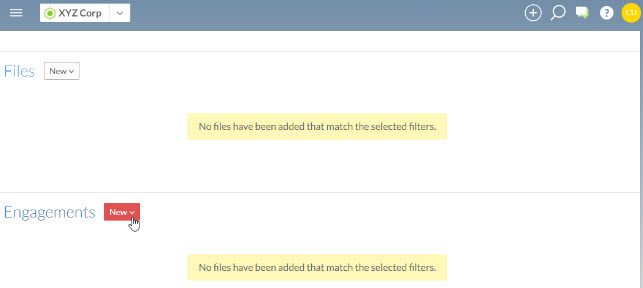 XYZ Corp
CU
Files
New
No files have been added that match the selected filters.
Engagements
New
No files have been added that match the selected filters.